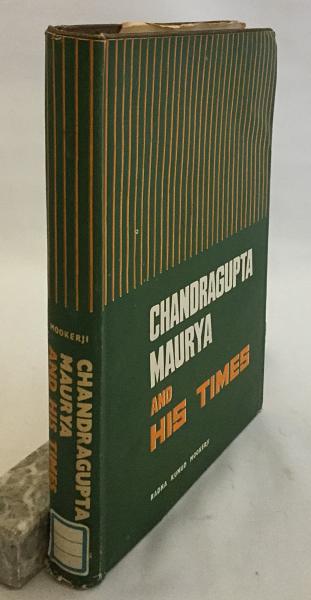 CHANDRAGUPTA
MAURYA
AND
HIS TIMES
RADHA KUMUD MOOKERJI
MOOKERJI
CHANDRAGUPTA
MAURYA
AND HIS TIMES